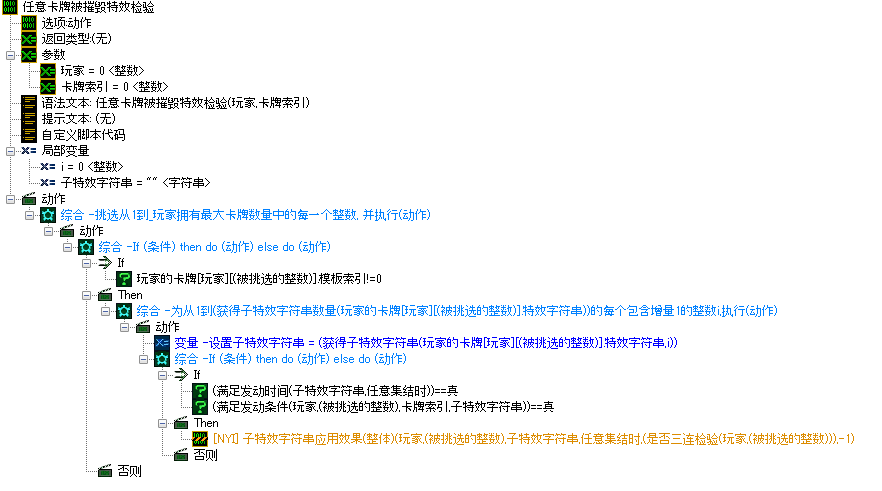 任意卡牌被摧毁特效检验
选项:动作
返回类型:(无)
参数
玩家 = 0 <整数>
卡牌索引 = 0 <整数>
语法文本: 任意卡牌被摧毁特效检验(玩家,卡牌索引)
提示文本: (无)
自定义脚本代码
局部变量
i = 0 <整数>
子特效字符串 = "" <字符串>
动作
综合 -挑选从1到_玩家拥有最大卡牌数量中的每一个整数, 并执行(动作)
动作
综合 -If (条件) then do (动作) else do (动作)
If
玩家的卡牌[玩家][(被挑选的整数)].模板索引!=0
Then
综合 -为从1到(获得子特效字符串数量(玩家的卡牌[玩家][(被挑选的整数)].特效字符串))的每个包含增量1的整数i,执行(动作)
动作
变量 -设置子特效字符串 = (获得子特效字符串(玩家的卡牌[玩家][(被挑选的整数)].特效字符串,i))
综合 -If (条件) then do (动作) else do (动作)
If
(满足发动时间(子特效字符串,任意集结时))==真
(满足发动条件(玩家,(被挑选的整数),卡牌索引,子特效字符串))==真
Then
[NYI] 子特效字符串应用效果(整体)(玩家,(被挑选的整数),子特效字符串,任意集结时,(是否三连检验(玩家,(被挑选的整数))),-1)
否则
否则